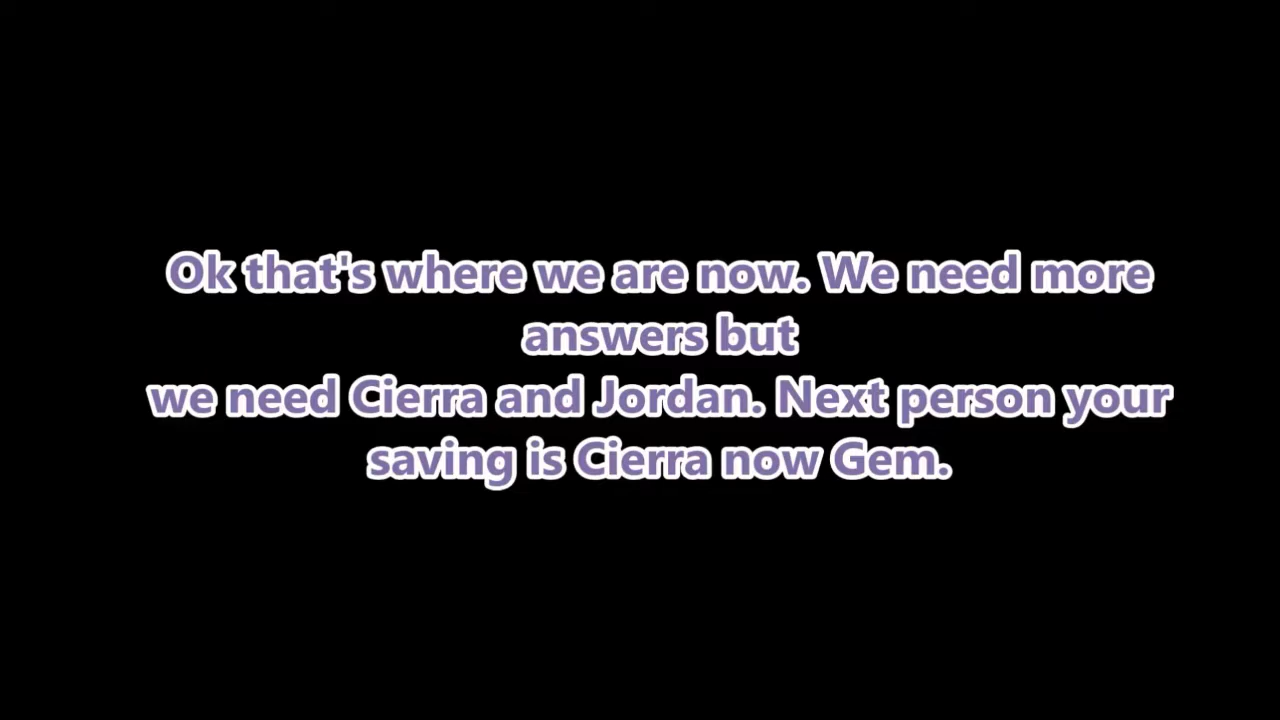 Ok that's where we are now. We need more
answers but
we need Cierra and Jordan. Next person your
saving is Cierra now Gem.